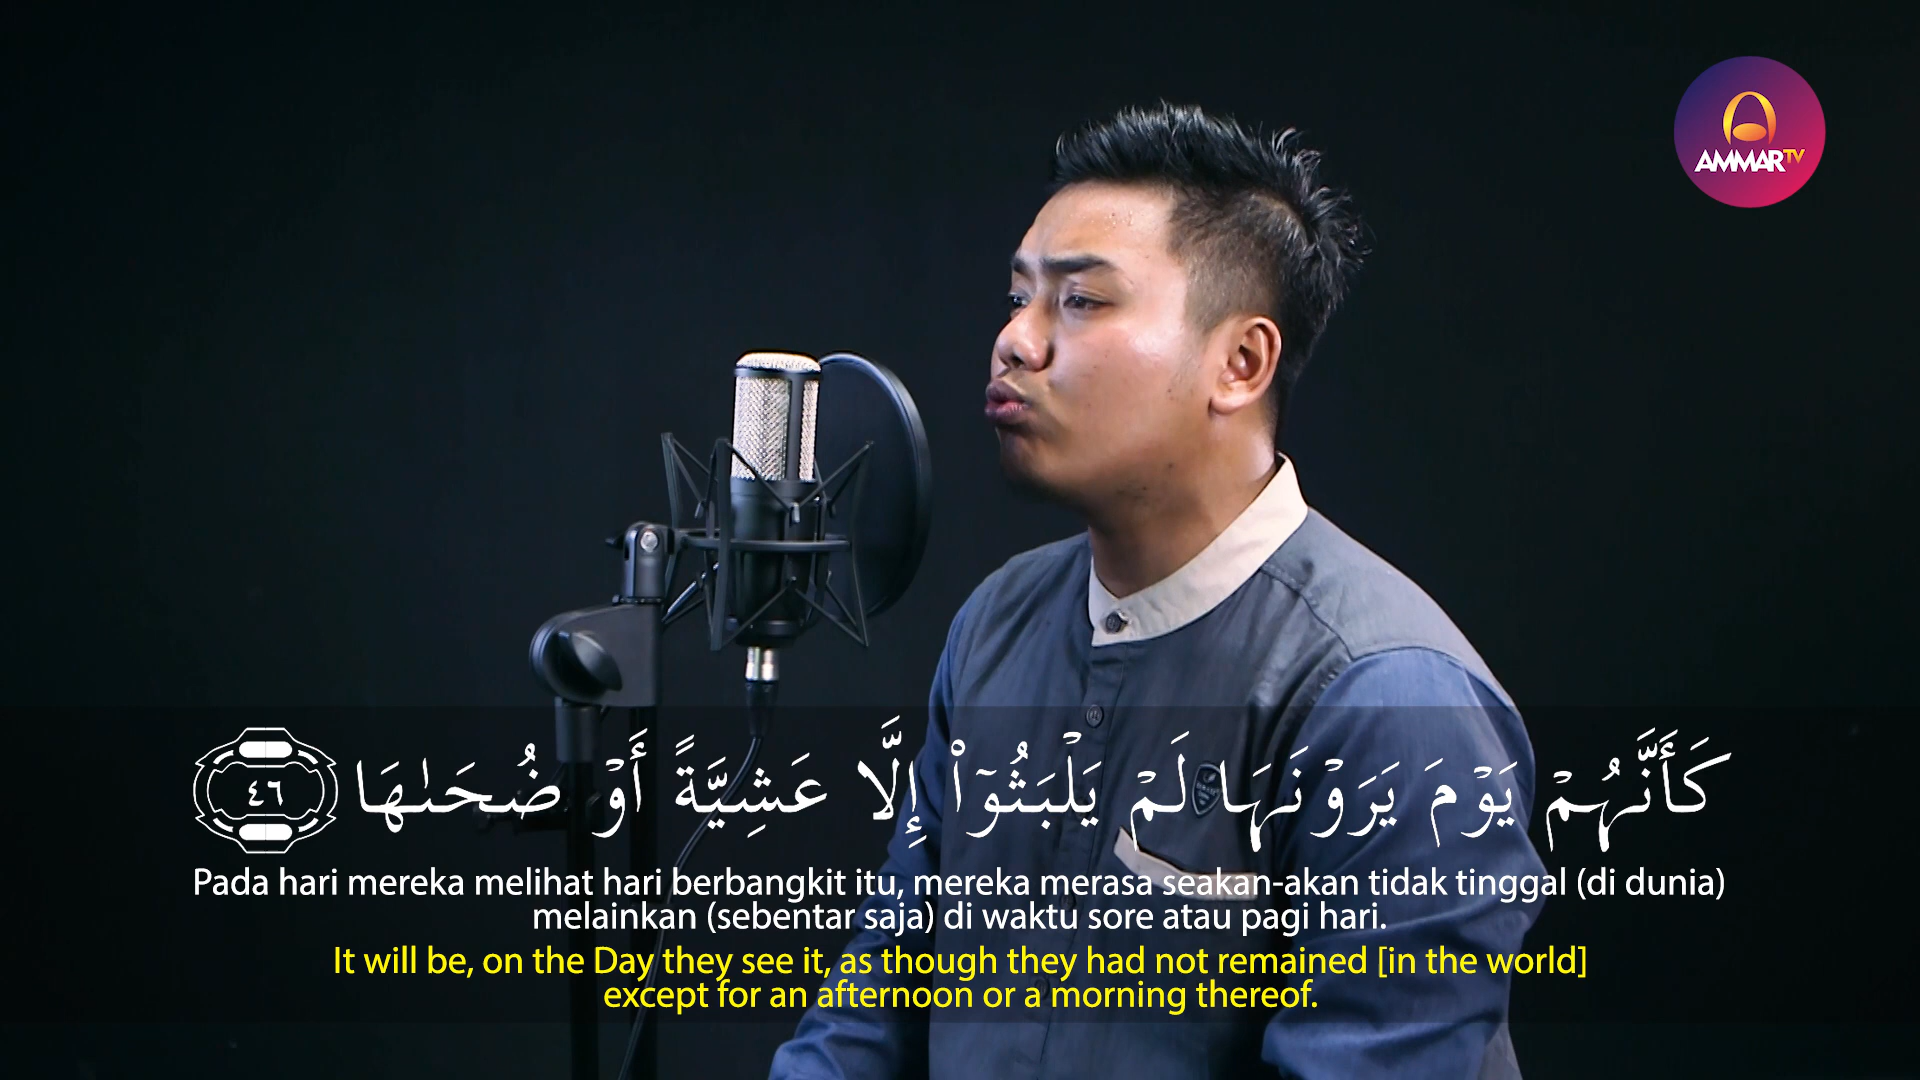 AMMARTV
كَأَنَّهُمْ يَوْمَ يَرَوْنَهَا لَمْ يَلْبَثُوٓا۟ إِلَّا عَشِيَّةً أَوْ ضُحَىٰهَا ٤٦
Pada hari mereka melihat hari berbangkit itu, mereka merasa seakan-akan tidak tinggal (di dunia)
melainkan (sebentar saja) di waktu sore atau pagi hari.
It will be, on the Day they see it, as though they had not remained [in the world]
except for an afternoon or a morning thereof.